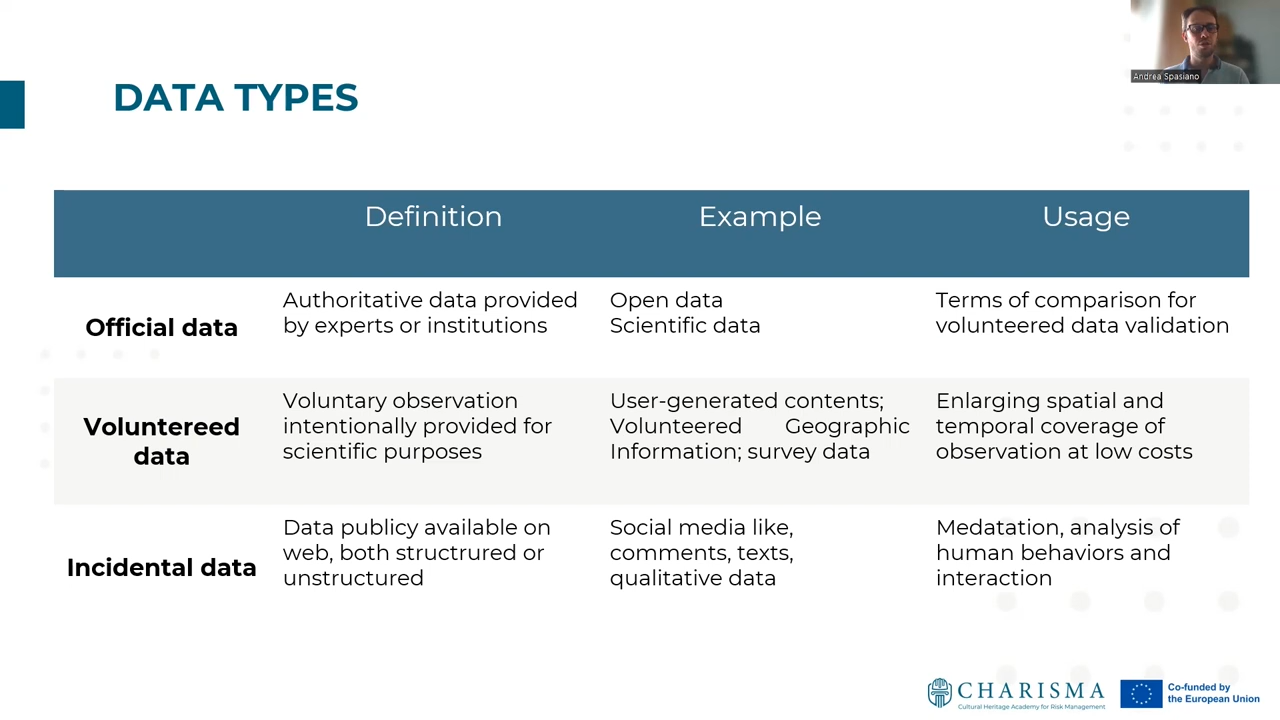 Andrea Spasiano
DATA TYPES
Definition
Example
Usage
Official data
Authoritative data provided
by experts or institutions
Open data
Scientific data
Terms of comparison for
volunteered data validation
Voluntereed
data
Voluntary observation
intentionally provided for
scientific purposes
User-generated contents;
Volunteered Geographic
Information; survey data
Enlarging spatial and
temporal coverage of
observation at low costs
Incidental data
Data publicy available on
web, both structrured or
unstructured
Social media like,
comments, texts,
qualitative data
Medatation, analysis of
human behaviors and
interaction
CHARISMA
Cultural Heritage Academy for Risk Management
Co-funded by
the European Union